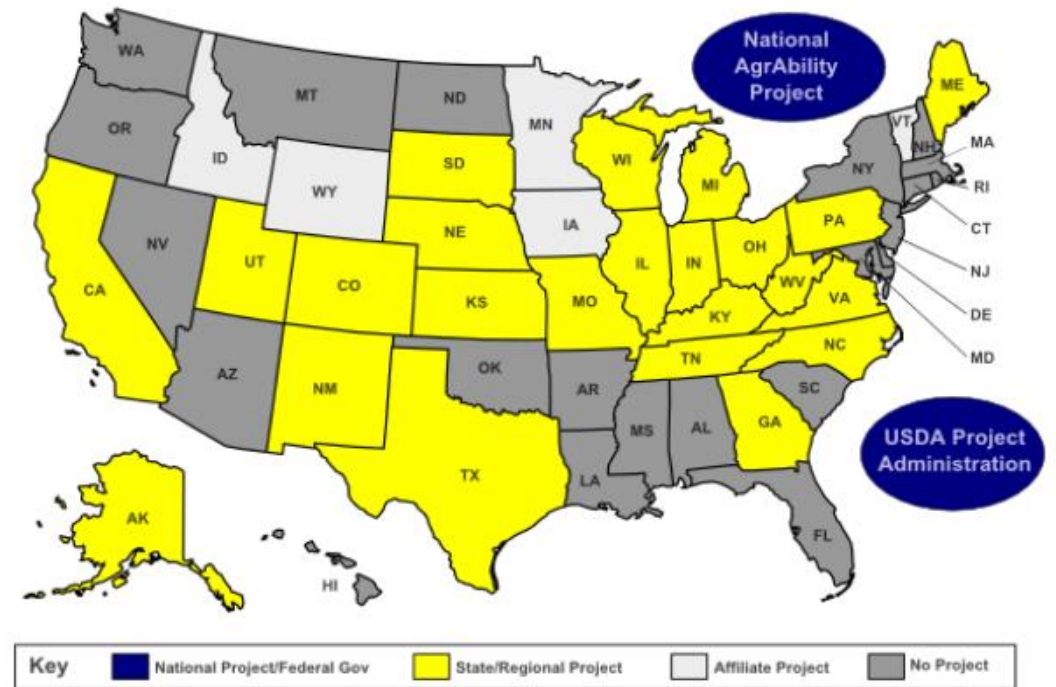 National
AgrAbility
Project
WA
MT
ND
MN
ME
VT
NH
MA
OR
ID
SD
WI
NY
RI
WY
MI
CT
NV
NE
IA
PA
NJ
CA
UT
CO
IL
IN
OH
WV
VA
DE
KS
MO
KY
MD
AZ
NM
OK
AR
TN
NC
SC
MS
AL
GA
USDA Project
Administration
TX
LA
AK
FL
HI
Key
National Project/Federal Gov
State/Regional Project
Affiliate Project
No Project